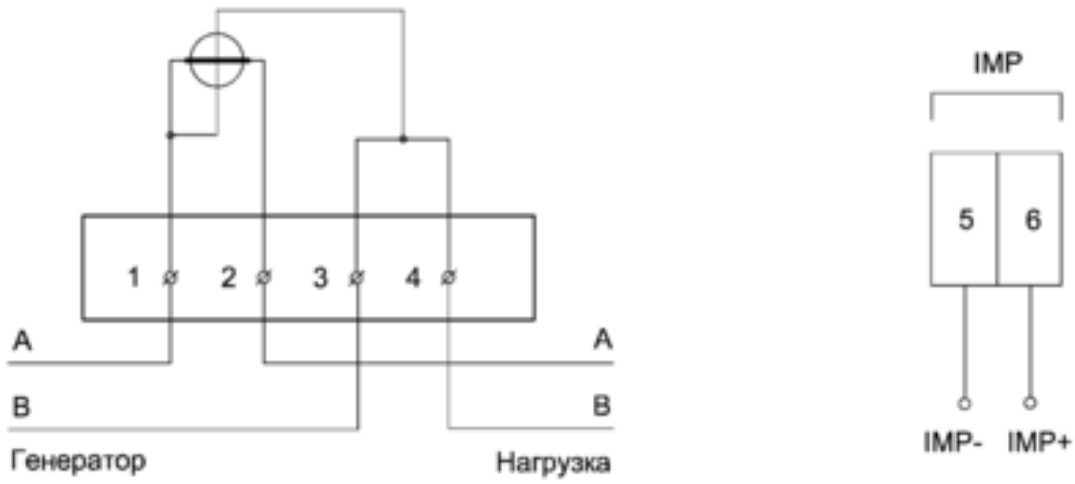 IMP
5 6
IMP- IMP+
1 2 3 4
A A
B B
Генератор Нагрузка